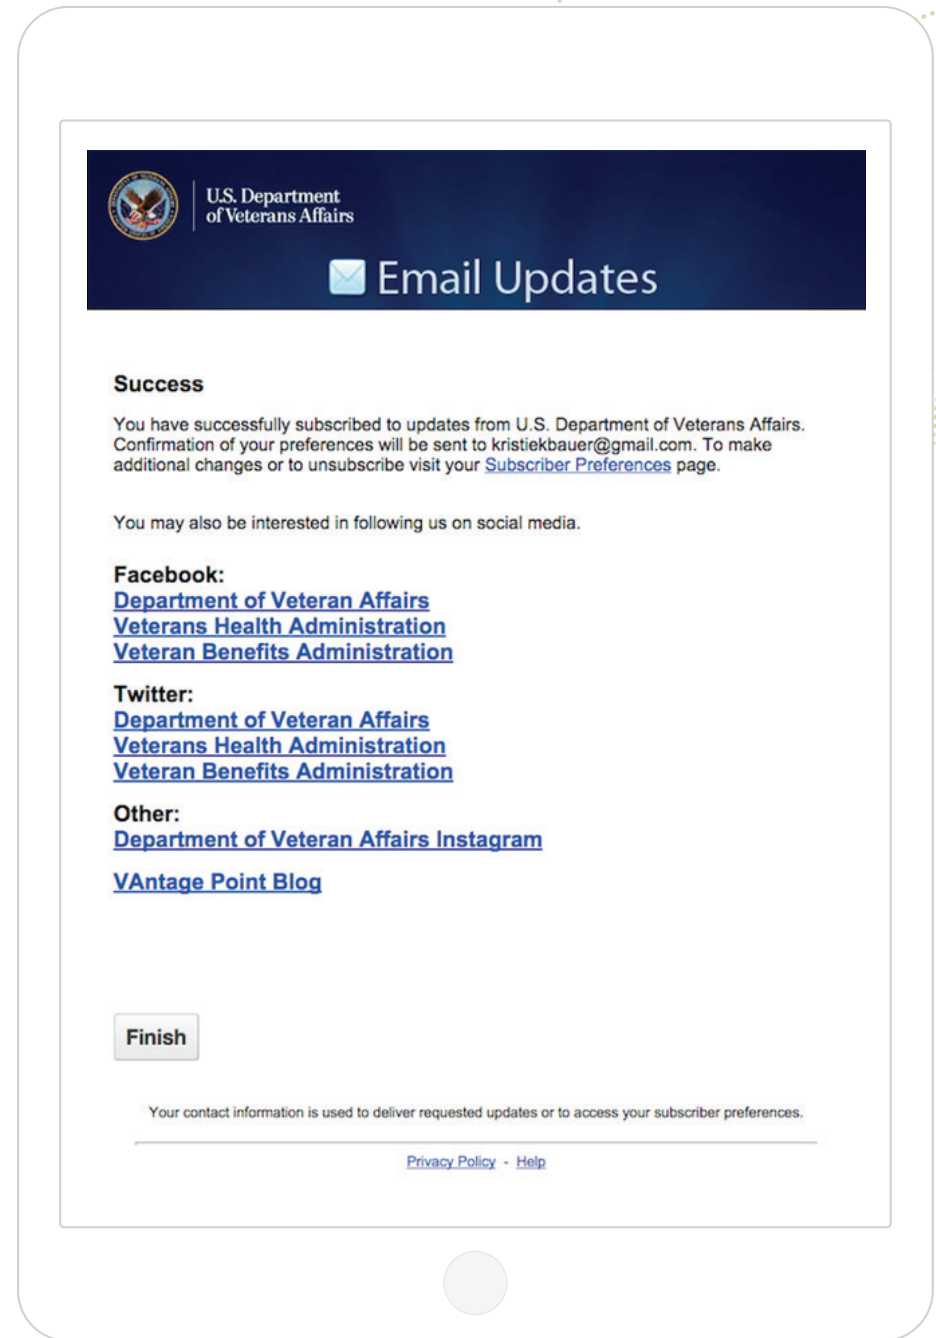 U.S. Department
of Veterans Affairs
Email Updates
Success
You have successfully subscribed to updates from U.S. Department of Veterans Affairs.
Confirmation of your preferences will be sent to kristiekbauer@gmail.com. To make
additional changes or to unsubscribe visit your Subscriber Preferences page.
You may also be interested in following us on social media.
Facebook:
Department of Veteran Affairs
Veterans Health Administration
Veteran Benefits Administration
Twitter:
Department of Veteran Affairs
Veterans Health Administration
Veteran Benefits Administration
Other:
Department of Veteran Affairs Instagram
VAntage Point Blog
Finish
Your contact information is used to deliver requested updates or to access your subscriber preferences.
Privacy Policy - Help